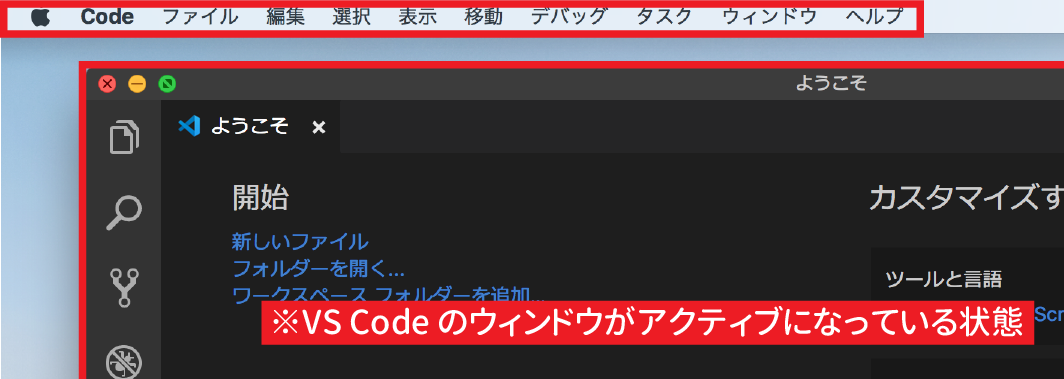 Code ファイル 編集 選択 表示 移動 デバッグ タスク ウィンドウ ヘルプ
ようこそ
ようこそ ×
開始
新しいファイル
フォルダーを開く...
ワークスペース フォルダーを追加...
カスタマイズす
ツールと言語
Scr
※VS Code のウィンドウがアクティブになっている状態